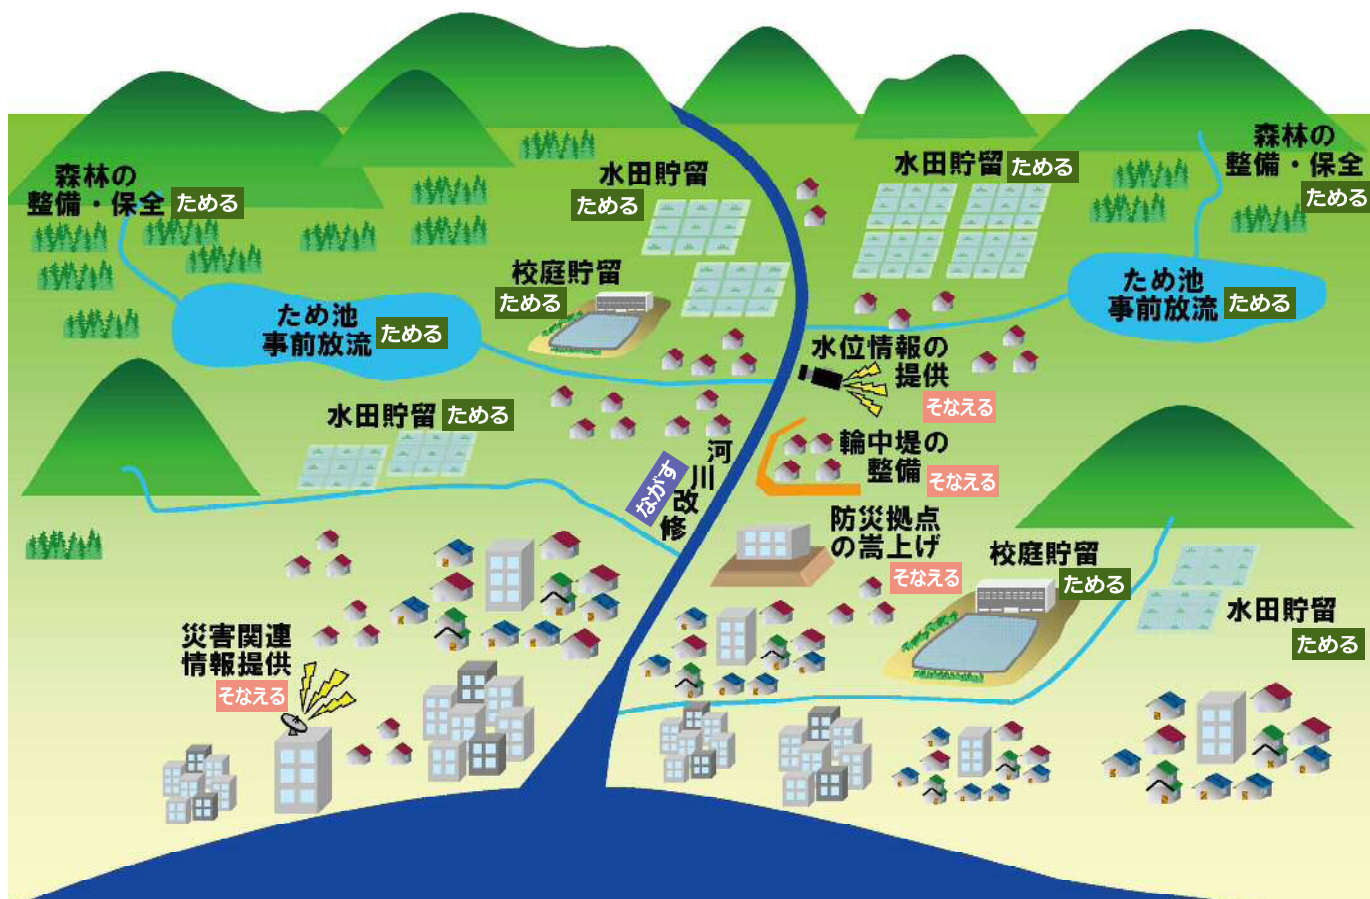 森林の
整備・保全
ためる
水田貯留
ためる
水田貯留
ためる
森林の
整備・保全
ためる
校庭貯留
ためる
ため池
事前放流
ためる
ため池
事前放流
ためる
水位情報の
提供
そなえる
水田貯留
ためる
輪中堤の
整備
そなえる
河川改修
ながす
防災拠点
の嵩上げ
そなえる
校庭貯留
ためる
水田貯留
ためる
災害関連
情報提供
そなえる